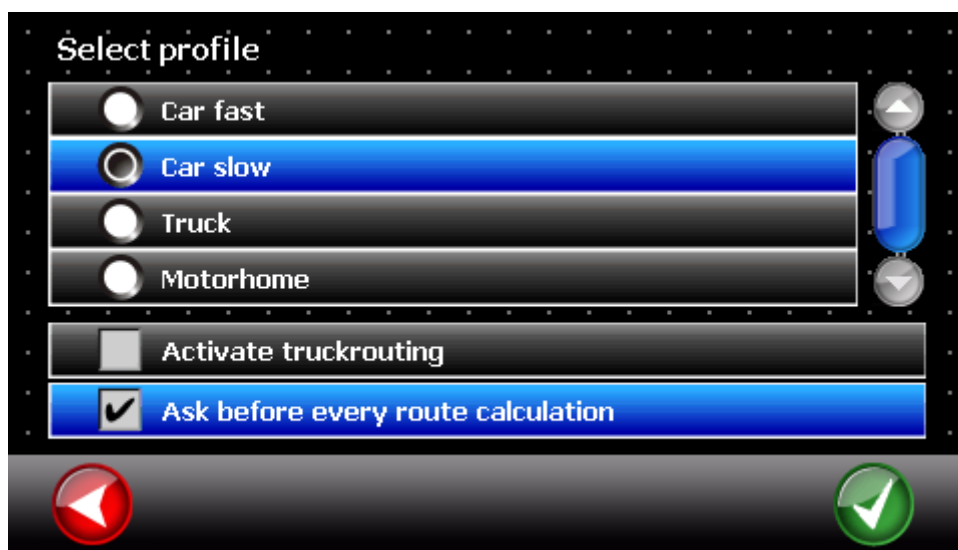 Select profile
Car fast
Car slow
Truck
Motorhome
Activate truckrouting
Ask before every route calculation